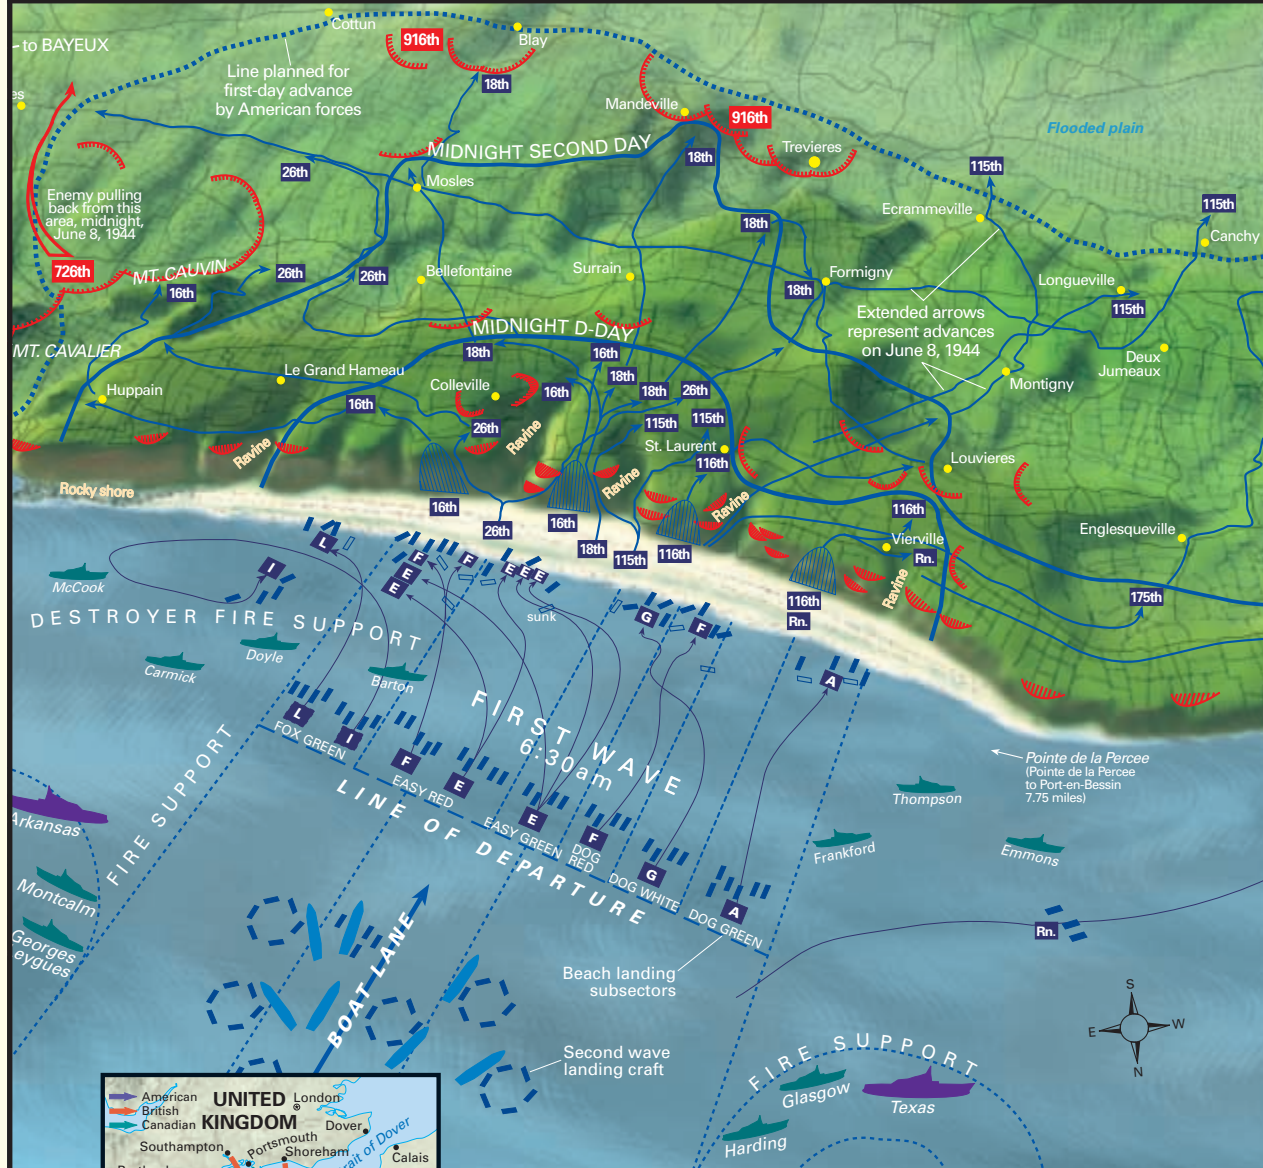 Cottun
916th
Blay
to BAYEUX
Line planned for
first-day advance
by American forces
18th
es
Mandeville
916th
Flooded plain
MIDNIGHT SECOND DAY
Trevieres
18th
26th
115th
Mosles
Enemy pulling
back from this
area, midnight,
June 8, 1944
115th
Ecrammeville
18th
Canchy
726th
MT. CAUVIN
26th
26th
Bellefontaine
Surrain
Formigny
Longueville
16th
18th
115th
Extended arrows
represent advances
on June 8, 1944
MIDNIGHT D-DAY
MT. CAVALIER
18th
16th
Deux
Jumeaux
Le Grand Hameau
Colleville
18th
Montigny
Huppain
16th
18th
26th
16th
115th
115th
26th
Ravine
Ravine
St. Laurent
116th
Louvieres
Rocky shore
Ravine
Ravine
16th
26th
16th
18th
115th
116th
116th
Englesqueville
Vierville
Rn.
Ravine
L
I
F
E
E
F
E
E
E
sunk
McCook
175th
116th
Rn.
G
F
DESTROYER FIRE SUPPORT
Doyle
Carmick
Barton
A
FIRST WAVE
6:30am
L
I
F
E
E
F
G
A
FOX GREEN
EASY RED
EASY GREEN
DOG
RED
DOG WHITE
DOG GREEN
LINE OF DEPARTURE
FIRE SUPPORT
Pointe de la Percee
(Pointe de la Percee
to Port-en-Bessin
7.75 miles)
Thompson
Arkansas
Frankford
Emmons
Montcalm
Georges
eygues
BOAT LANE
Rn.
Beach landing
subsectors
S
E
W
N
Second wave
landing craft
FIRE SUPPORT
Glasgow
Texas
Harding
American
British
Canadian
UNITED
KINGDOM
London
Dover
Southampton
Portsmouth
Shoreham
rait of Dover
Calais